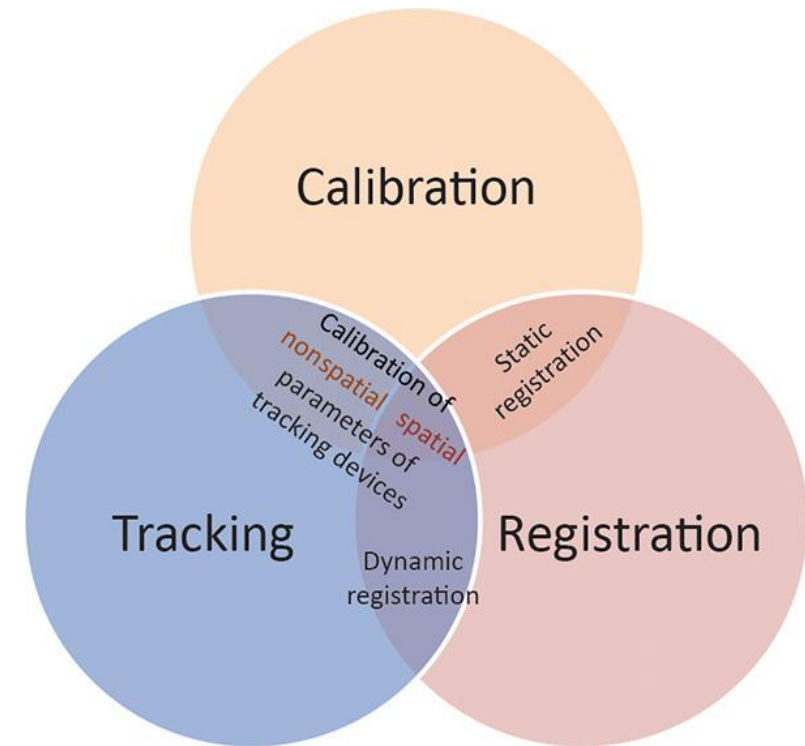 Calibration
Calibration of
nonspatial spatial
parameters of
tracking devices
Static
registration
Tracking
Registration
Dynamic
registration